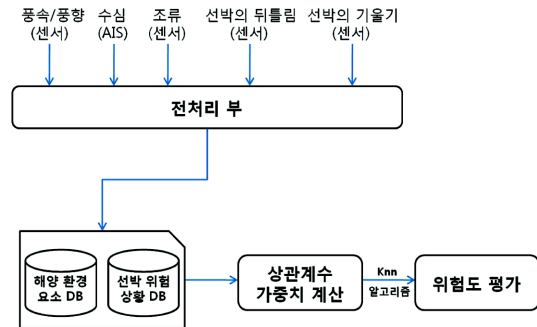 풍속/풍향 수심 조류 선박의 뒤틀림 선박의 기울기
(센서) (AIS) (센서) (센서) (센서)
전처리 부
해양 환경 선박 위험
요소 DB 상황 DB
상관계수
가중치 계산
Knn
알고리즘
위험도 평가